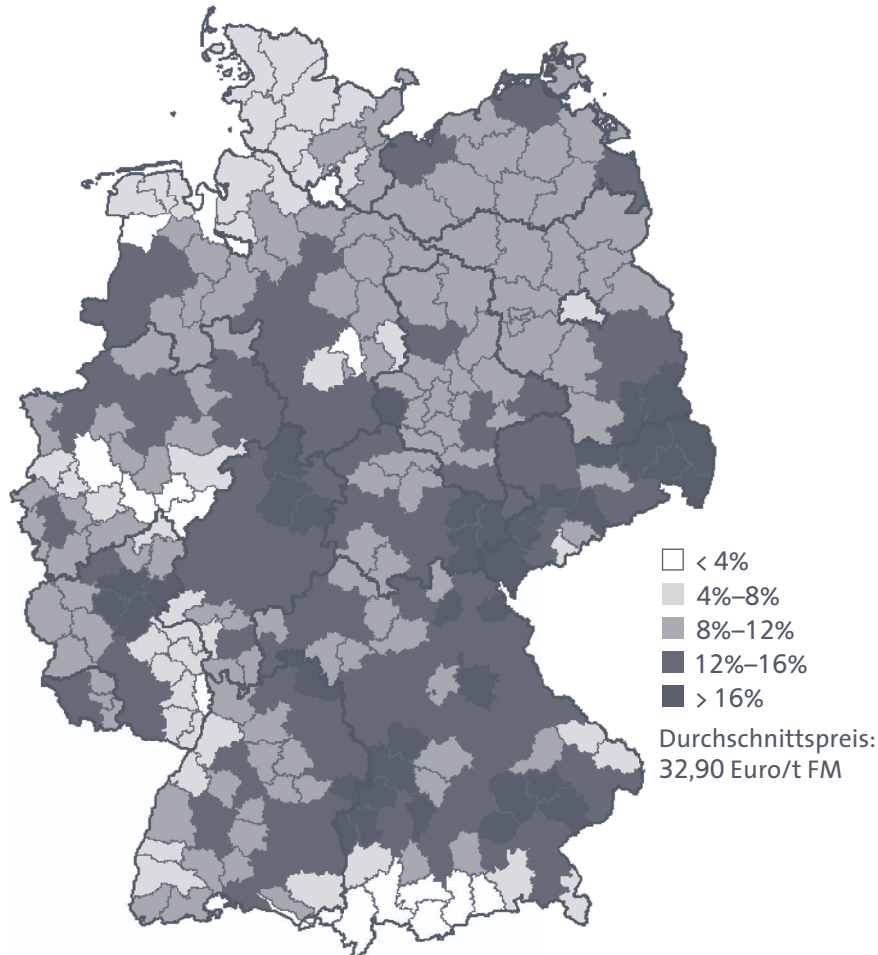 < 4%
4%–8%
8%–12%
12%–16%
> 16%
Durchschnittspreis:
32,90 Euro/t FM